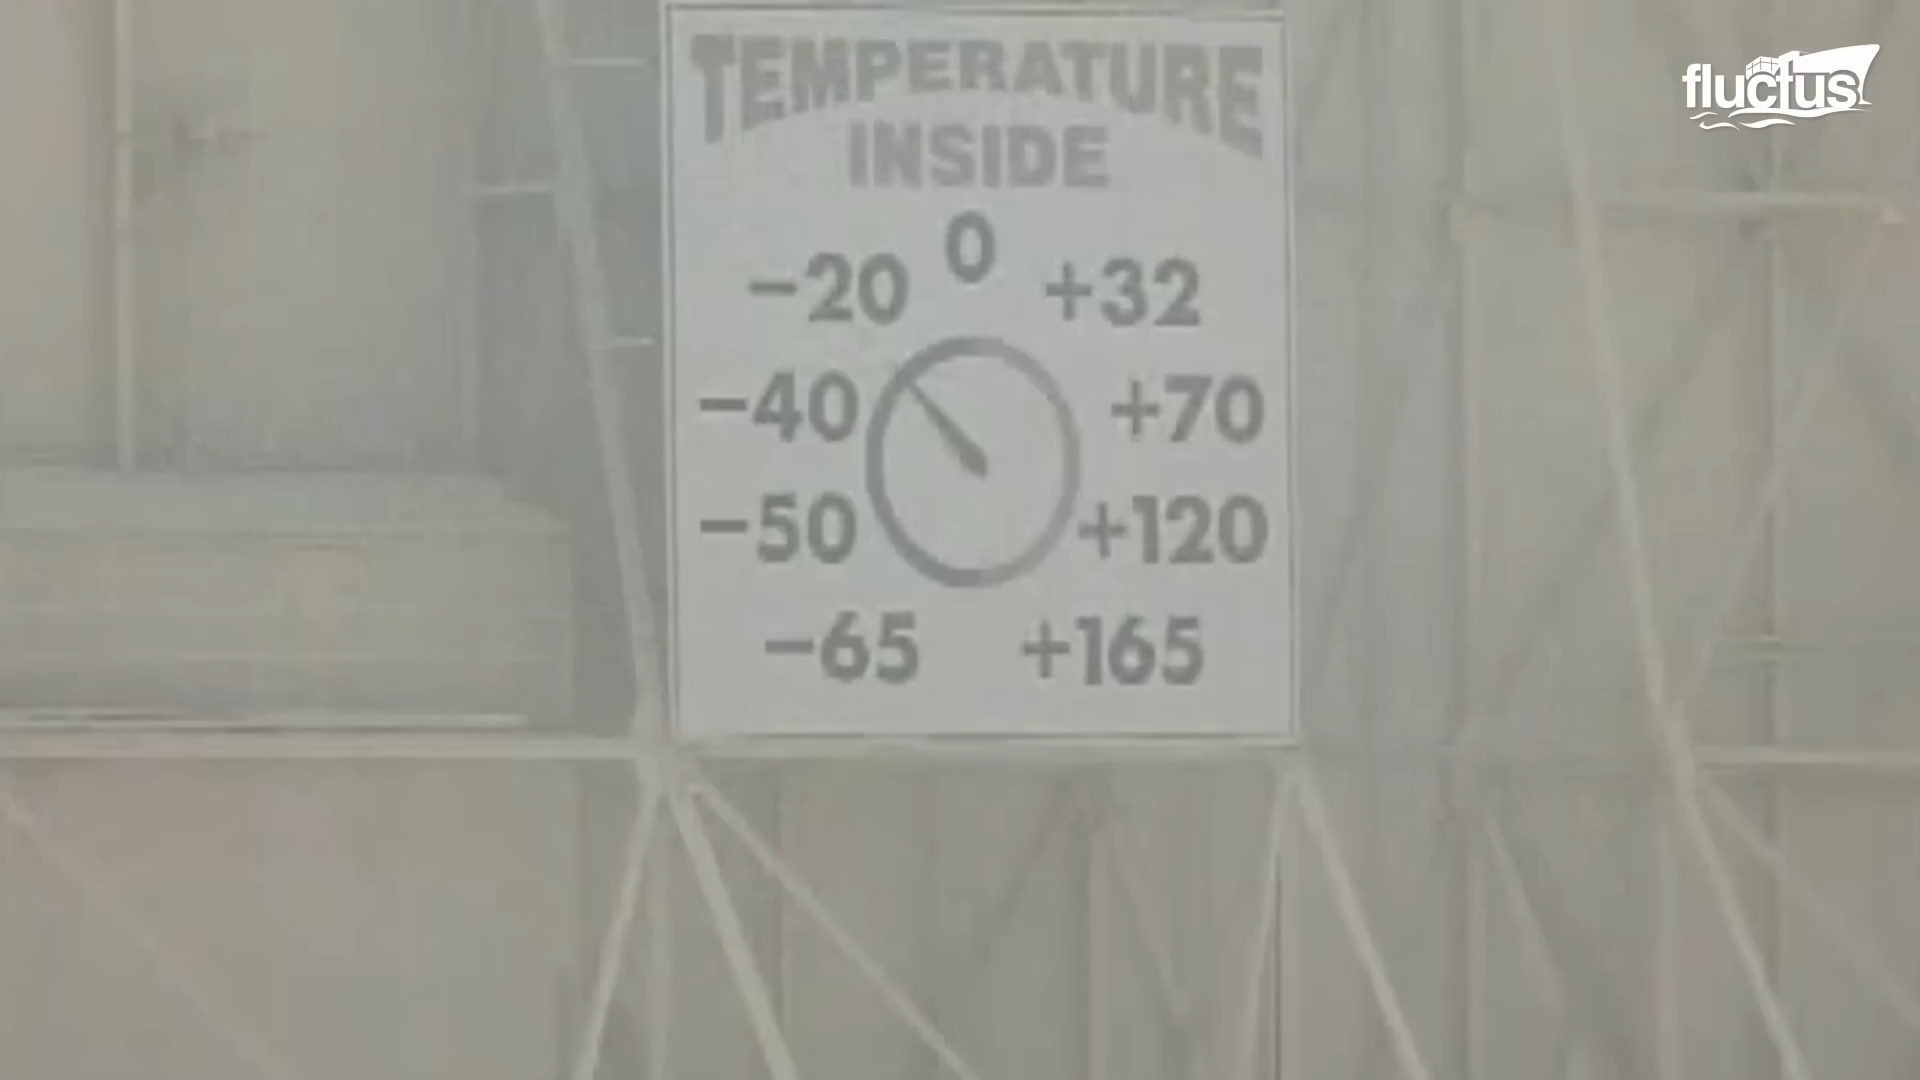 fluctus
TEMPERATURE
INSIDE
0
-20 +32
-40 +70
-50 +120
-65 +165